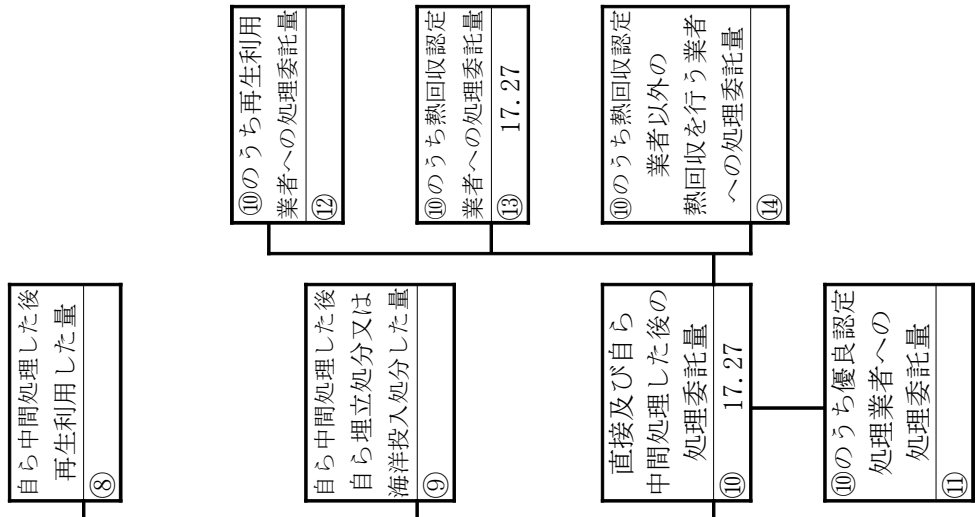 自ら中間処理した後
再生利用した量
⑧
自ら中間処理した後
自ら埋立処分又は
海洋投入処分した量
⑨
直接及び自ら
中間処理した後の
処理委託量
⑩ 17.27
⑩のうち優良認定
処理業者への
処理委託量
⑪
⑩のうち再生利用
業者への処理委託量
⑫
⑩のうち熱回収認定
業者への処理委託量
⑬ 17.27
⑩のうち熱回収認定
業者以外の
熱回収を行う業者
への処理委託量
⑭